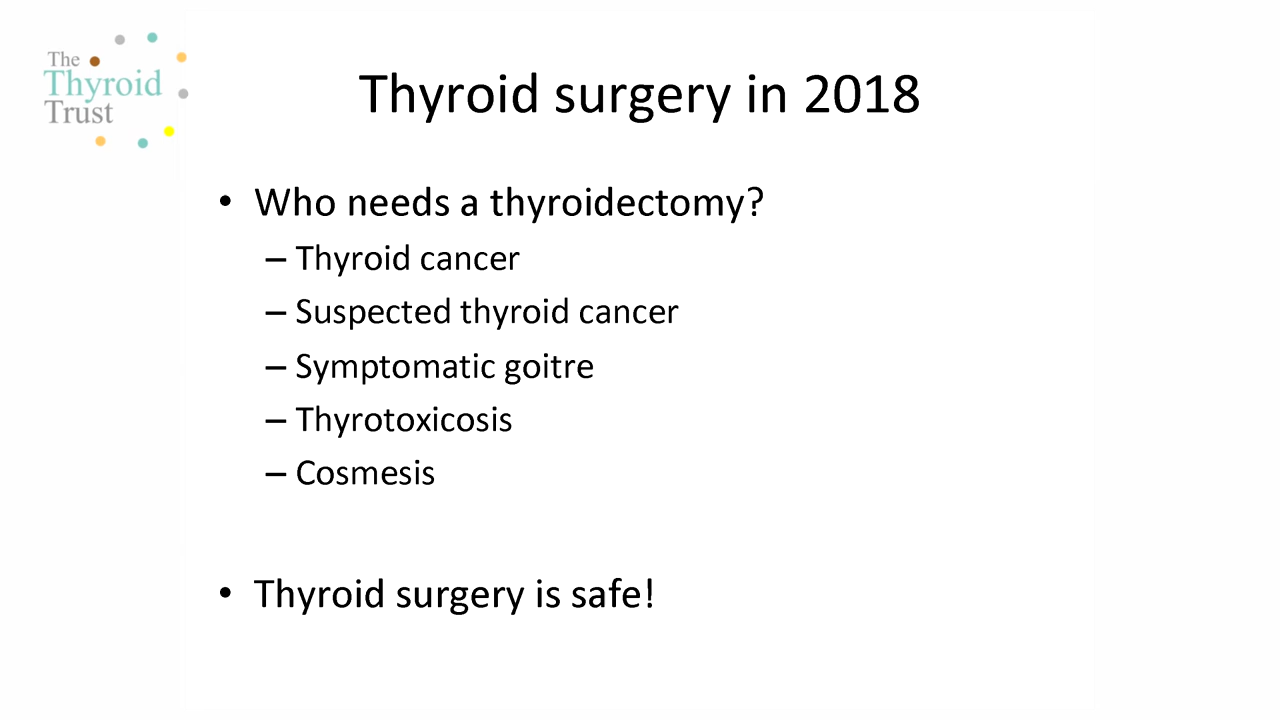 The
Thyroid
Trust
Thyroid surgery in 2018
• Who needs a thyroidectomy?
– Thyroid cancer
– Suspected thyroid cancer
– Symptomatic goitre
– Thyrotoxicosis
– Cosmesis
• Thyroid surgery is safe!